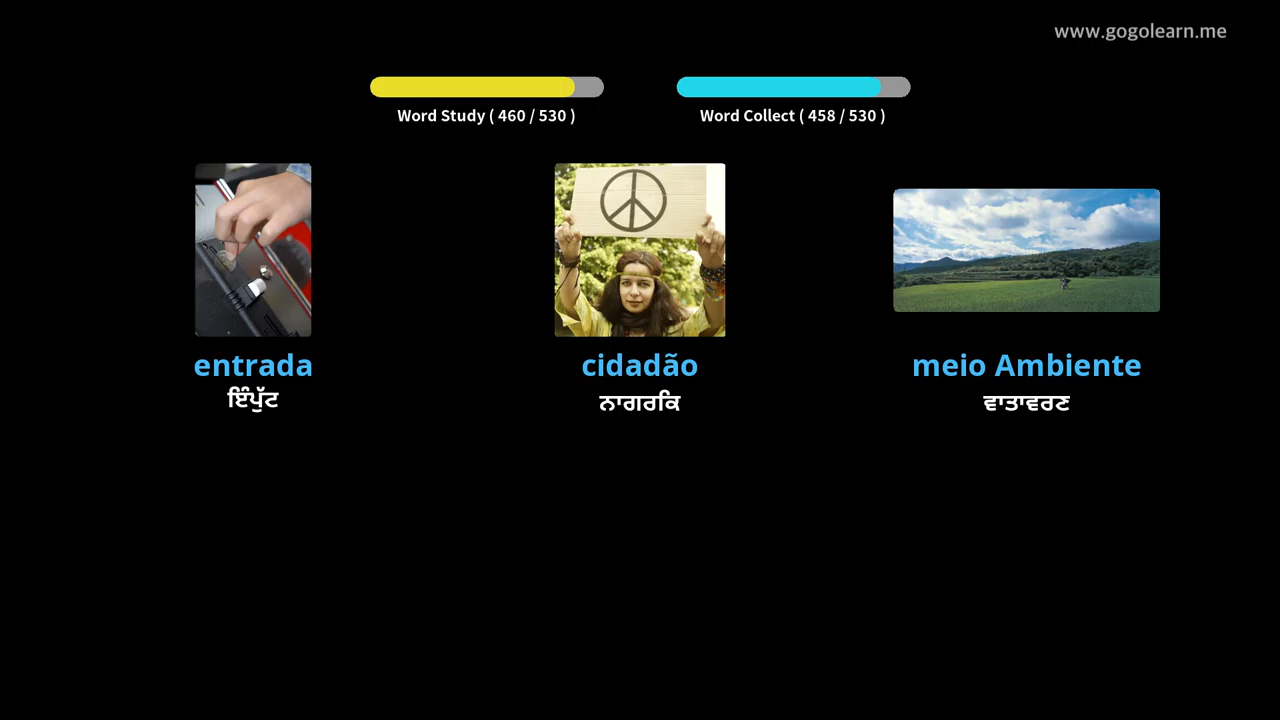 www.gogolearn.me
Word Study ( 460 / 530 )
Word Collect ( 458 / 530 )
entrada
cidadão
meio Ambiente
ਇੰਪੁੱਟ
ਨਾਗਰਕਿ
ਵਾਤਾਵਰਣ